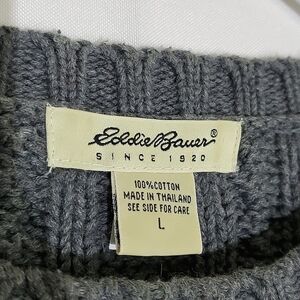 Eddie Bauer®
SINCE 1920
100% COTTON
MADE IN THAILAND
SEE SIDE FOR CARE
L